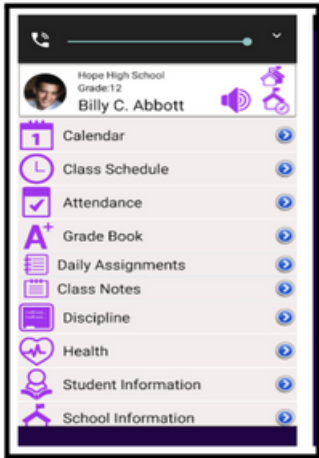 Hope High School
Grade:12
Billy C. Abbott
1
Calendar
Class Schedule
Attendance
A+
Grade Book
Daily Assignments
Class Notes
Discipline
Health
Student Information
School Information